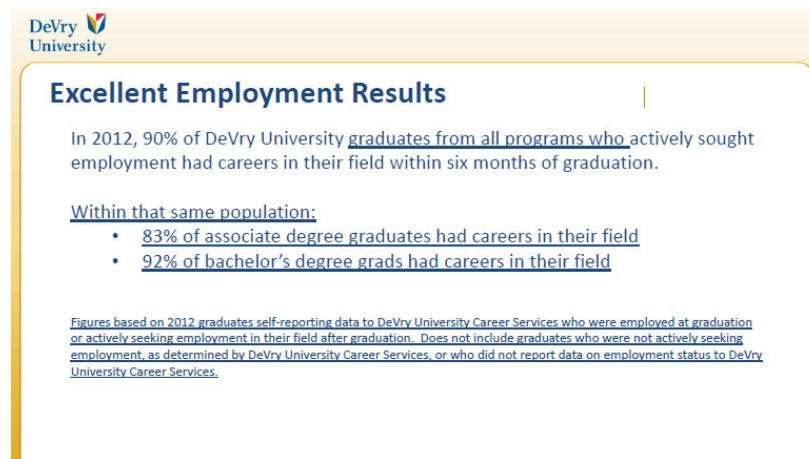 DeVry
University
Excellent Employment Results
In 2012, 90% of DeVry University graduates from all programs who actively sought
employment had careers in their field within six months of graduation.
Within that same population:
• 83% of associate degree graduates had careers in their field
• 92% of bachelor's degree grads had careers in their field
Figures based on 2012 graduates self-reporting data to DeVry University Career Services who were employed at graduation
or actively seeking employment in their field after graduation.  Does not include graduates who were not actively seeking
employment, as determined by DeVry University Career Services, or who did not report data on employment status to DeVry
University Career Services.